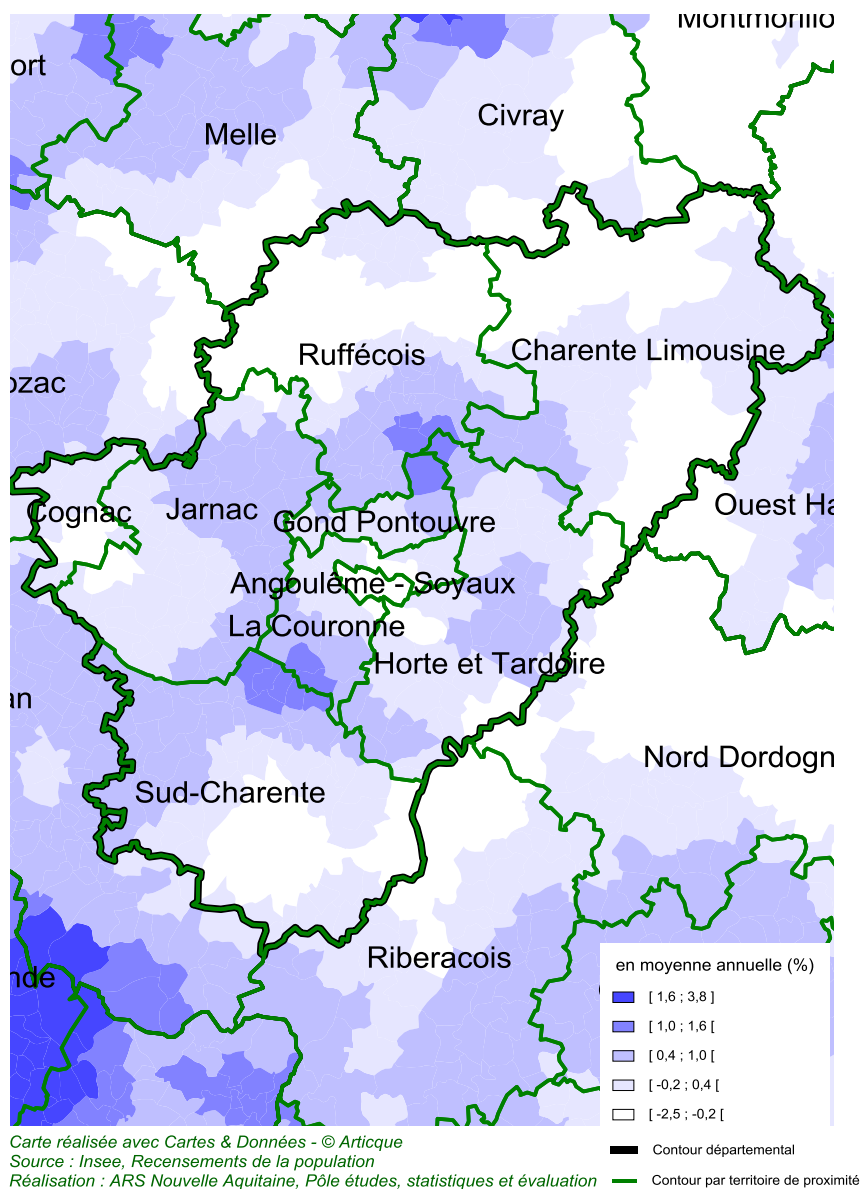 Montmorillo
ort
Civray
Melle
Ruffécois
Charente Limousine
ozac
Ouest Ha
Cognac
Jarnac
Gond Pontouvre
Angoulême - Soyaux
La Couronne
Horte et Tardoire
an
Nord Dordogn
Sud-Charente
Riberacois
nde
en moyenne annuelle (%)
[ 1,6 ; 3,8 ]
[ 1,0 ; 1,6 [
[ 0,4 ; 1,0 [
[ -0,2 ; 0,4 [
[ -2,5 ; -0,2 [
Contour départemental
Contour par territoire de proximité
Carte réalisée avec Cartes & Données - © Articque
Source : Insee, Recensements de la population
Réalisation : ARS Nouvelle Aquitaine, Pôle études, statistiques et évaluation